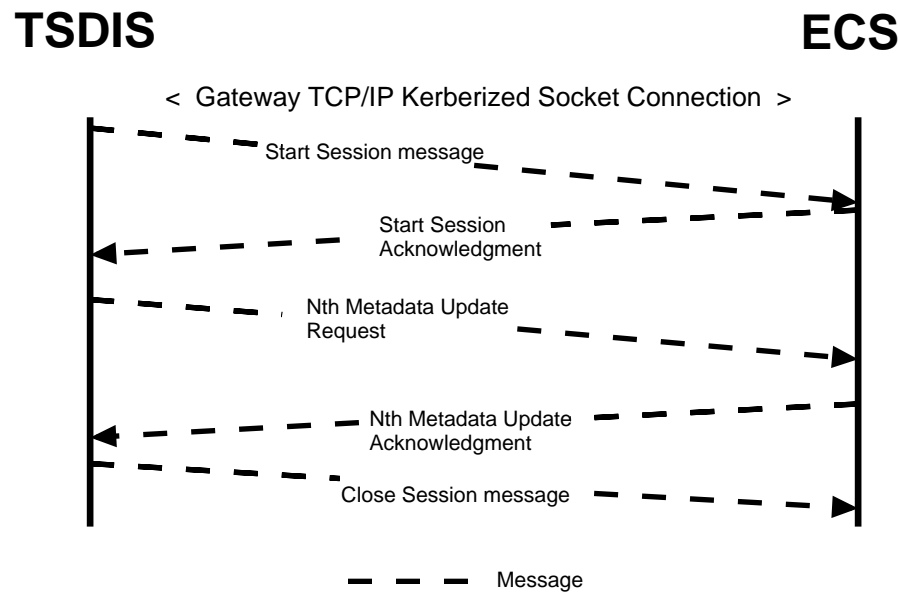 TSDIS
ECS
< Gateway TCP/IP Kerberized Socket Connection >
Start Session message
Start Session
Acknowledgment
Nth Metadata Update
Request
Nth Metadata Update
Acknowledgment
Close Session message
Message